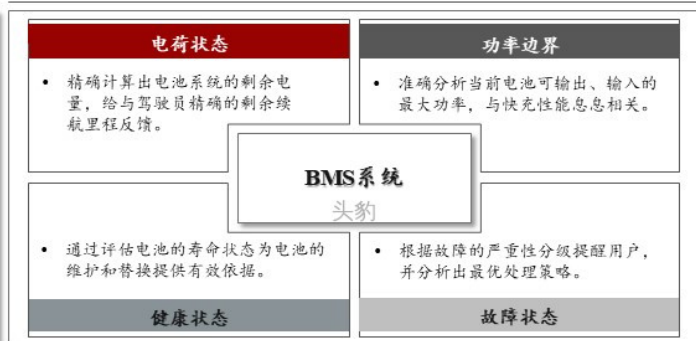 电荷状态
• 精确计算出电池系统的剩余电
量，给与驾驶员精确的剩余续
航里程反馈。
功率边界
• 准确分析当前电池可输出、输入的
最大功率，与快充性能息息相关。
BMS系统
头豹
• 通过评估电池的寿命状态为电池的
维护和替换提供有效依据。
健康状态
• 根据故障的严重性分级提醒用户，
并分析出最优处理策略。
故障状态